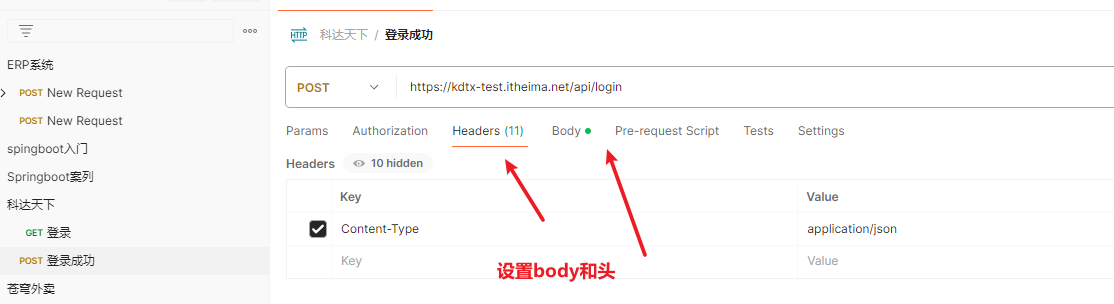 ERP系统
POST New Request
POST New Request
spingboot入门
Springboot案列
科达天下
GET 登录
POST 登录成功
苍穹外卖
HTTP 科达天下 / 登录成功
POST https://kdtx-test.itheima.net/api/login
Params Authorization Headers (11) Body Pre-request Script Tests Settings
Headers 10 hidden
Key Value
Content-Type application/json
Key Value
设置body和头